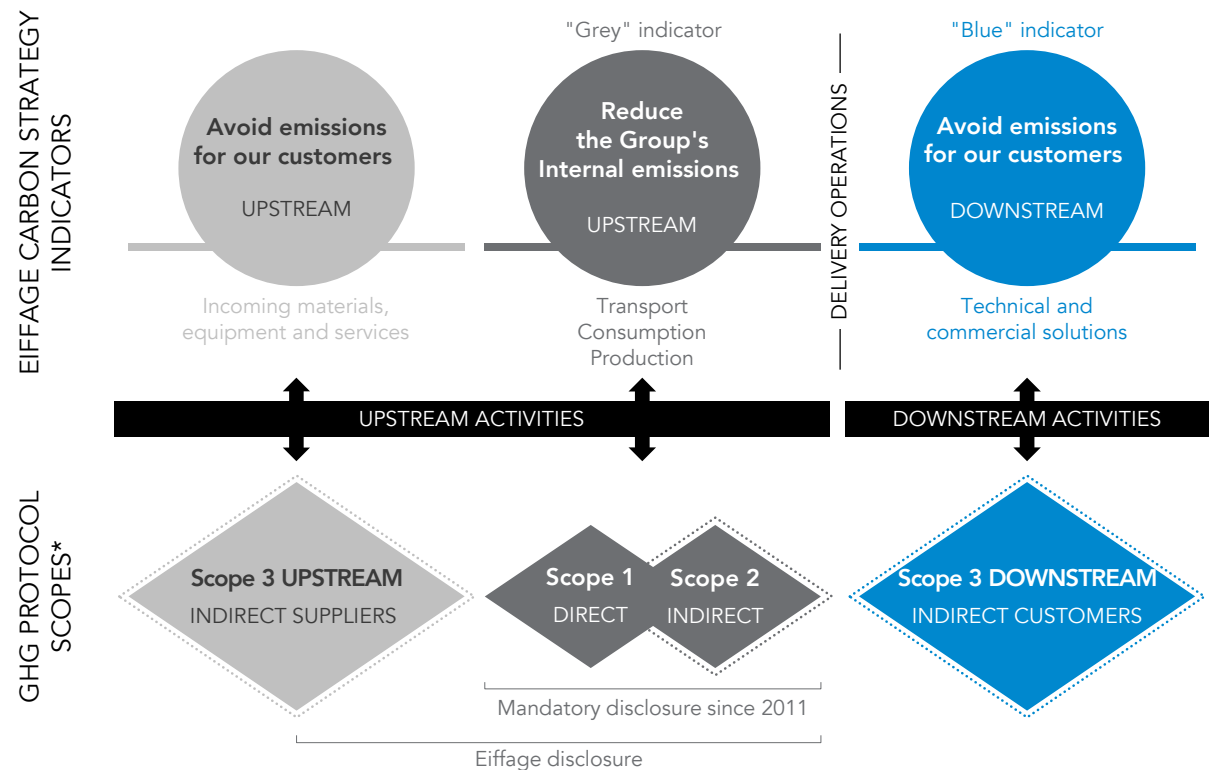 EIFFAGE CARBON STRATEGY
INDICATORS
"Grey" indicator
"Blue" indicator
Avoid emissions
for our customers
UPSTREAM
Reduce
the Group's
Internal emissions
UPSTREAM
DELIVERY OPERATIONS
Avoid emissions
for our customers
DOWNSTREAM
Incoming materials,
equipment and services
Transport
Consumption
Production
Technical and
commercial solutions
UPSTREAM ACTIVITIES
DOWNSTREAM ACTIVITIES
GHG PROTOCOL
SCOPES*
Scope 3 UPSTREAM
INDIRECT SUPPLIERS
Scope 1
DIRECT
Scope 2
INDIRECT
Scope 3 DOWNSTREAM
INDIRECT CUSTOMERS
Mandatory disclosure since 2011
Eiffage disclosure